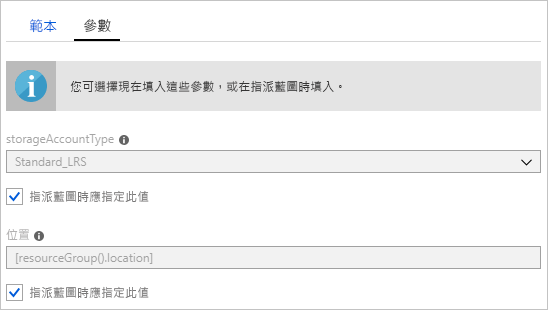 範本 參數
您可選擇現在填入這些參數，或在指派藍圖時填入。
storageAccountType
Standard_LRS
指派藍圖時應指定此值
位置
[resourceGroup().location]
指派藍圖時應指定此值